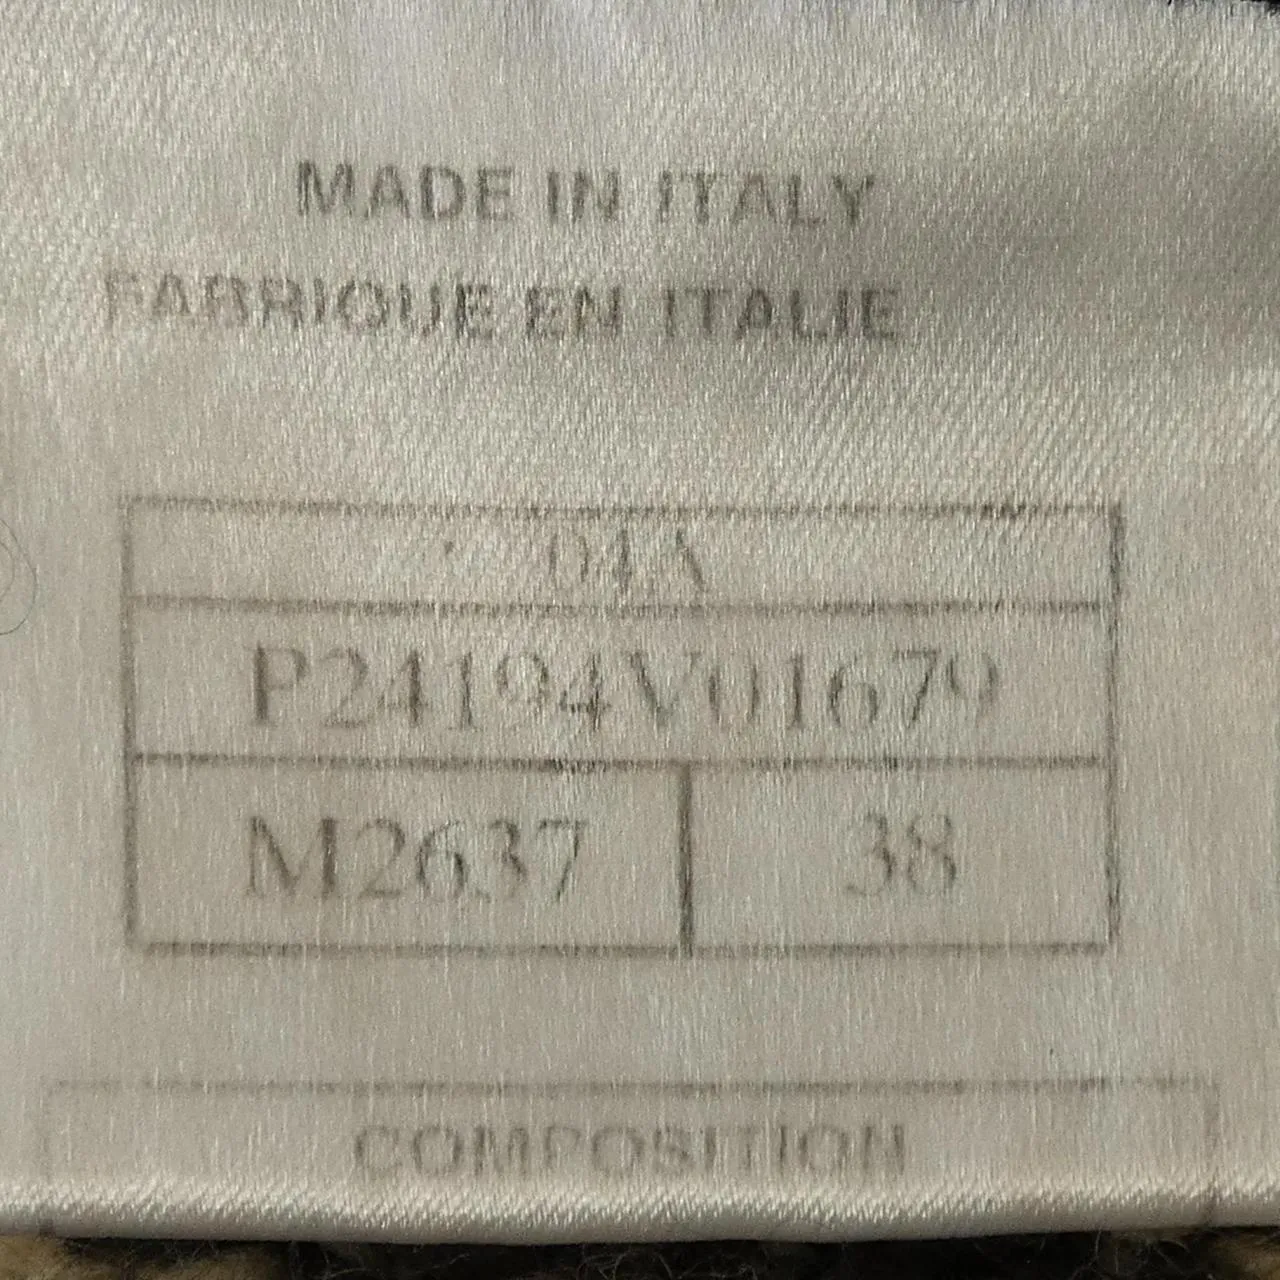 MADE IN ITALY
FABRIQUE EN ITALIE
04A
P24194V01679
M2637 38
COMPOSITION